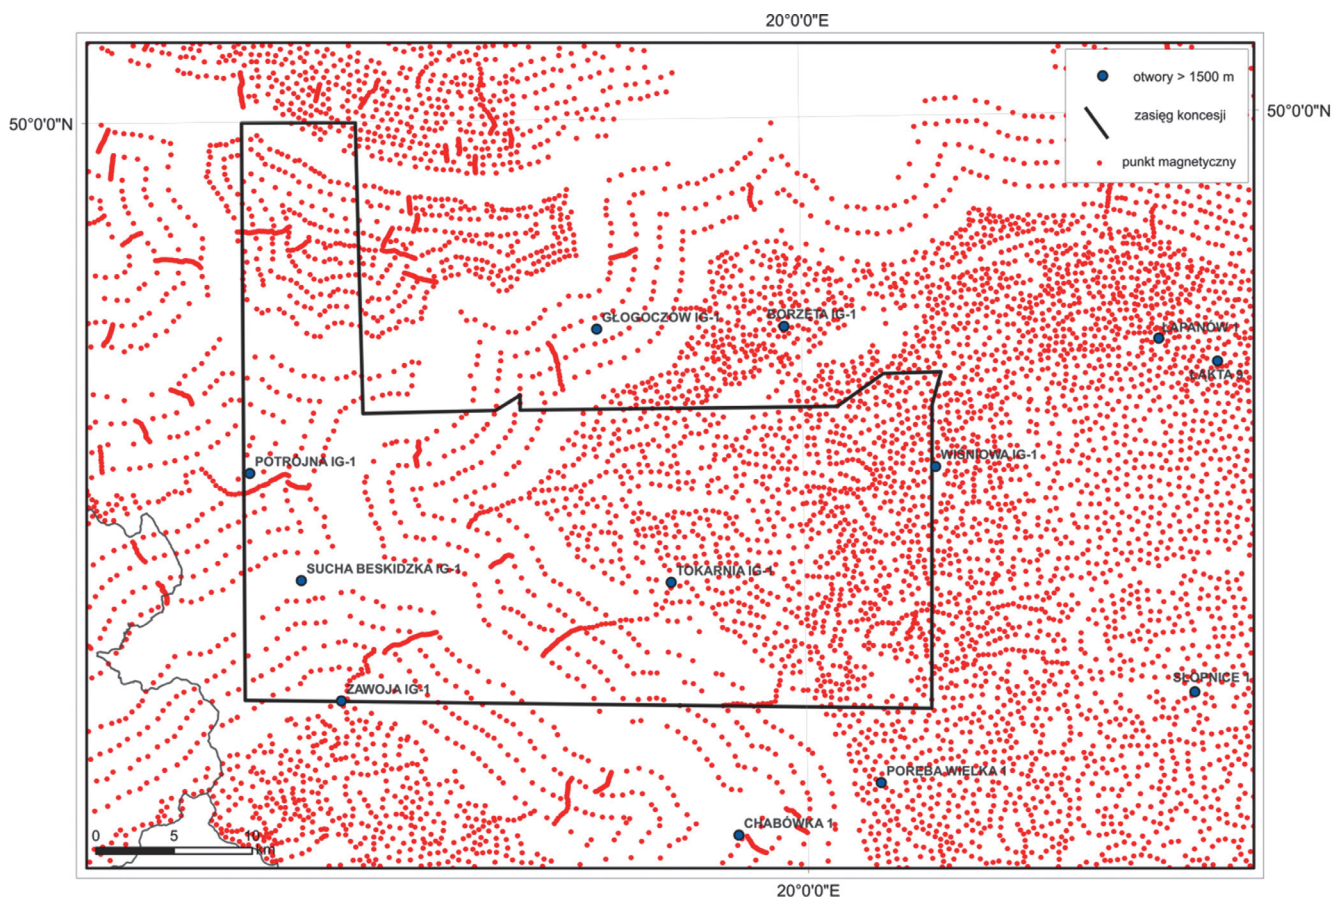 20°0'0"E
50°0'0"N
50°0'0"N
otwory > 1500 m
zasięg koncesji
punkt magnetyczny
GŁOGOCZÓW IG-1
BORZĘTA IG-1
ŁAPANÓW 1
ŁĄKTA 9
POTRÓJNA IG-1
WIŚNIOWA IG-1
SUCHA BESKIDZKA IG-1
TOKARNIA IG-1
ZAWOJA IG-1
SŁOPNICE 1
PORĘBA WIELKA 1
CHABÓWKA 1
0 5 10
km
20°0'0"E